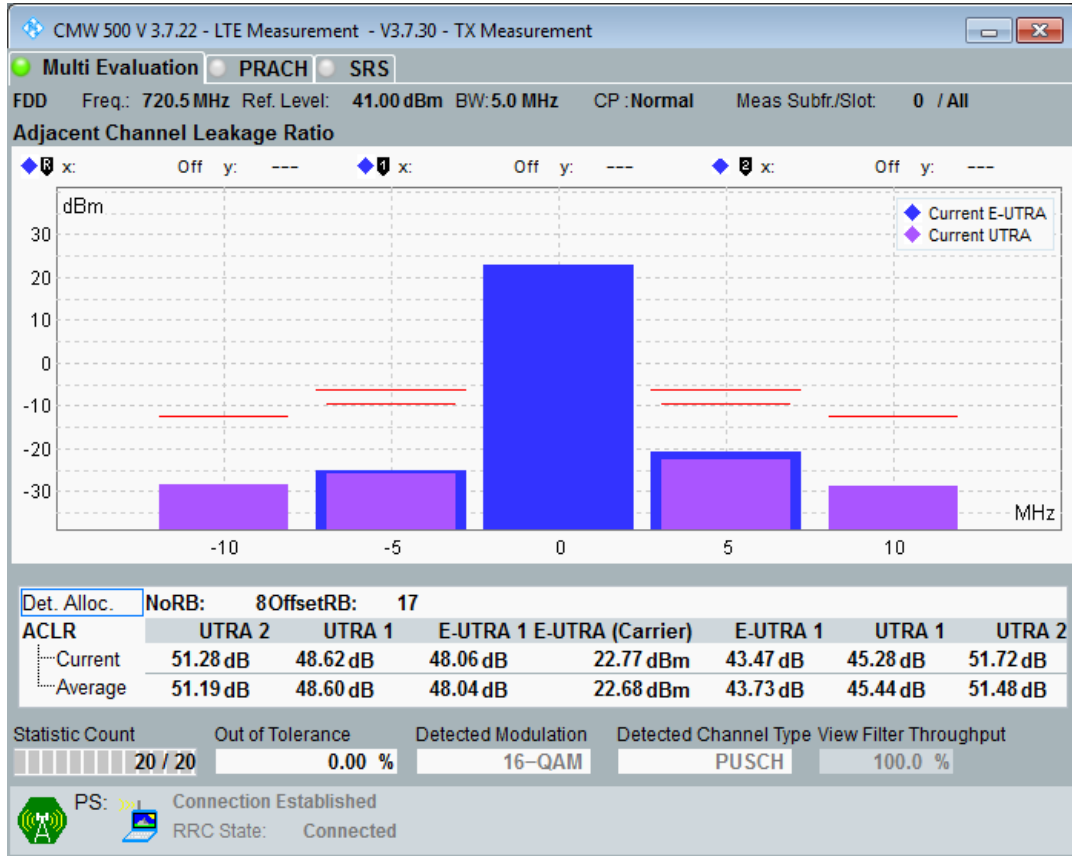 CMW 500 V 3.7.22 - LTE Measurement - V3.7.30 - TX Measurement
Multi Evaluation PRACH SRS
FDD Freq.: 720.5 MHz Ref. Level: 41.00 dBm BW: 5.0 MHz CP : Normal Meas Subfr./Slot: 0 / All
Adjacent Channel Leakage Ratio
R x: Off y: --- 1 x: Off y: --- 2 x: Off y: ---
dBm
Current E-UTRA
Current UTRA
30
20
10
0
-10
-20
-30
MHz
-10 -5 0 5 10
Det. Alloc. NoRB: 8 OffsetRB: 17
ACLR UTRA 2 UTRA 1 E-UTRA 1 E-UTRA (Carrier) E-UTRA 1 UTRA 1 UTRA 2
Current 51.28 dB 48.62 dB 48.06 dB 22.77 dBm 43.47 dB 45.28 dB 51.72 dB
Average 51.19 dB 48.60 dB 48.04 dB 22.68 dBm 43.73 dB 45.44 dB 51.48 dB
Statistic Count Out of Tolerance Detected Modulation Detected Channel Type View Filter Throughput
20 / 20 0.00 % 16-QAM PUSCH 100.0 %
PS: Connection Established
RRC State: Connected